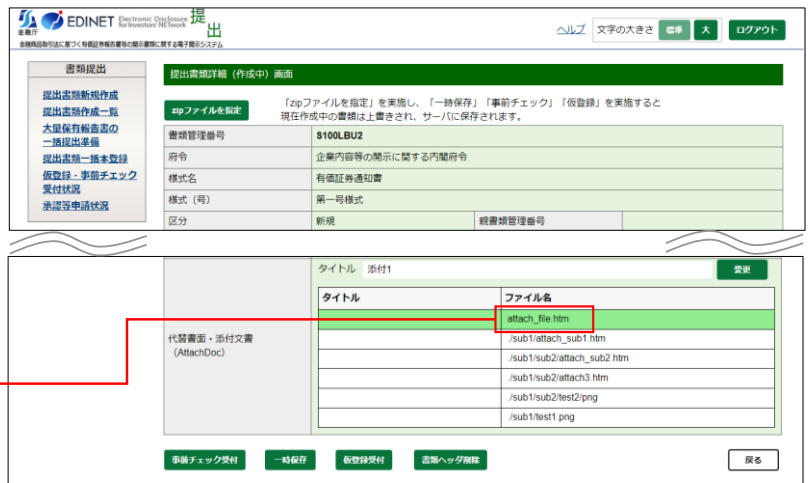 金融庁 EDINET Electronic Disclosure for Investors' NETwork 提出
金融商品取引法に基づく有価証券報告書等の開示書類に関する電子開示システム
ヘルプ 文字の大きさ 標準 大 ログアウト
書類提出
提出書類新規作成
提出書類作成一覧
大量保有報告書の
一括提出準備
提出書類一括本登録
仮登録・事前チェック
受付状況
承認等申請状況
提出書類詳細（作成中）画面
zipファイルを指定
「zipファイルを指定」を実施し、「一時保存」「事前チェック」「仮登録」を実施すると
現在作成中の書類は上書きされ、サーバに保存されます。
書類管理番号 S100LBU2
府令 企業内容等の開示に関する内閣府令
様式名 有価証券通知書
様式（号） 第一号様式
区分 新規 親書類管理番号
代替書面・添付文書
（AttachDoc）
タイトル 添付1 変更
タイトル ファイル名
attach_file.htm
./sub1/attach_sub1.htm
./sub1/sub2/attach_sub2.htm
./sub1/sub2/attach3.htm
./sub1/sub2/test2/png
./sub1/test1.png
事前チェック受付 一時保存 仮登録受付 書類ヘッダ削除 戻る